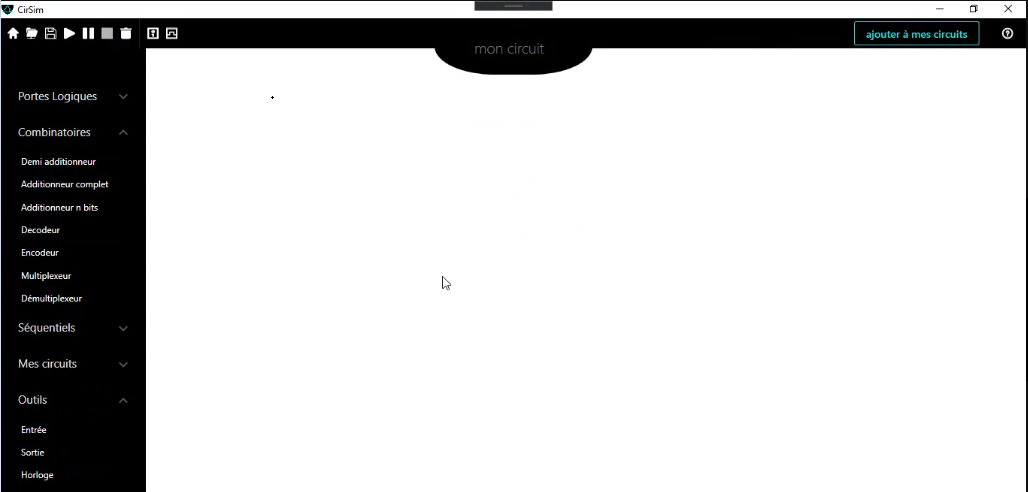 CirSim
ajouter à mes circuits
mon circuit
Portes Logiques
Combinatoires
Demi additionneur
Additionneur complet
Additionneur n bits
Decodeur
Encodeur
Multiplexeur
Démultiplexeur
Séquentiels
Mes circuits
Outils
Entrée
Sortie
Horloge